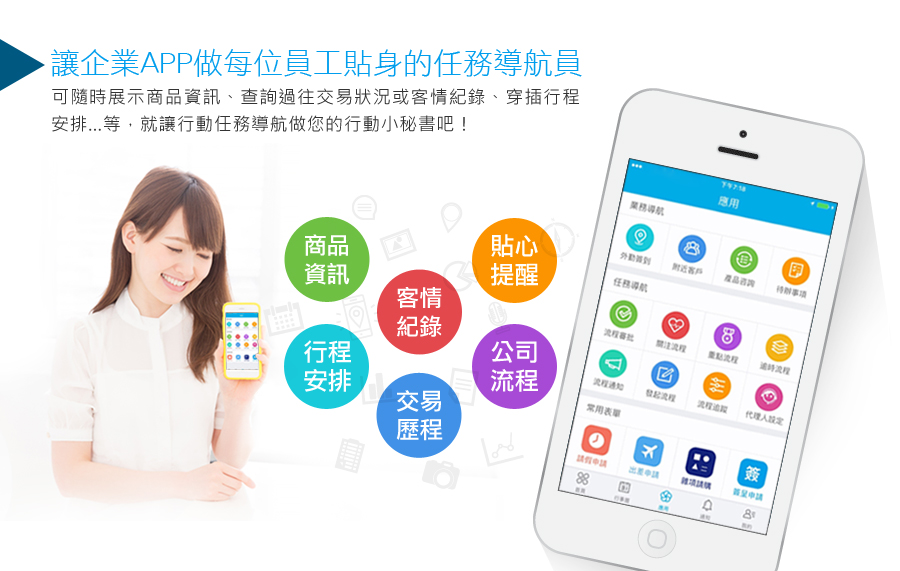 讓企業APP做每位員工貼身的任務導航員
可隨時展示商品資訊、查詢過往交易狀況或客情紀錄、穿插行程
安排...等，就讓行動任務導航做您的行動小秘書吧！
商品
資訊
貼心
提醒
客情
紀錄
行程
安排
公司
流程
交易
歷程
下午7:18
應用
業務導航
外勤簽到 附近客戶 產品咨詢 待辦事項
任務導航
流程審批 關注流程 重點流程 逾時流程
流程通知 發起流程 流程追蹤 代理人設定
常用表單
請假申請 出差申請 雜項請購 簽呈申請
簽
應用